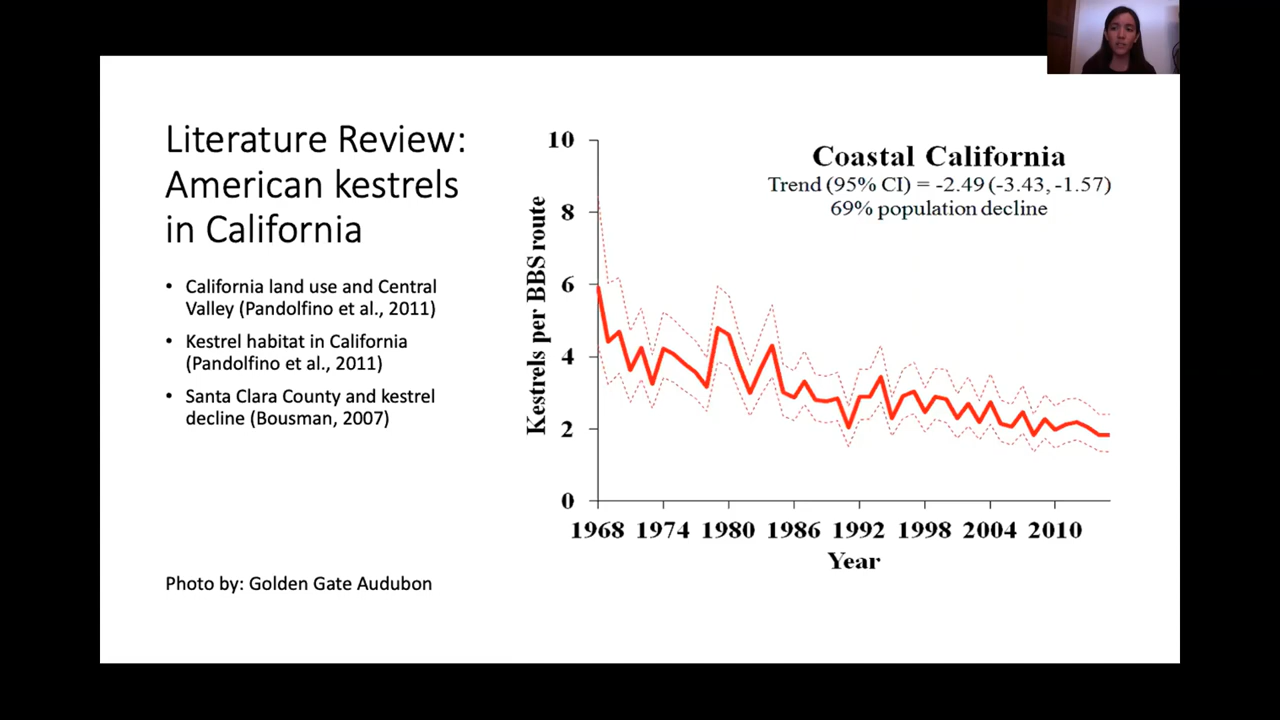 Literature Review:
American kestrels
in California
• California land use and Central
Valley (Pandolfino et al., 2011)
• Kestrel habitat in California
(Pandolfino et al., 2011)
• Santa Clara County and kestrel
decline (Bousman, 2007)
Photo by: Golden Gate Audubon
Coastal California
Trend (95% CI) = -2.49 (-3.43, -1.57)
69% population decline
Kestrels per BBS route
10
8
6
4
2
0
1968 1974 1980 1986 1992 1998 2004 2010
Year